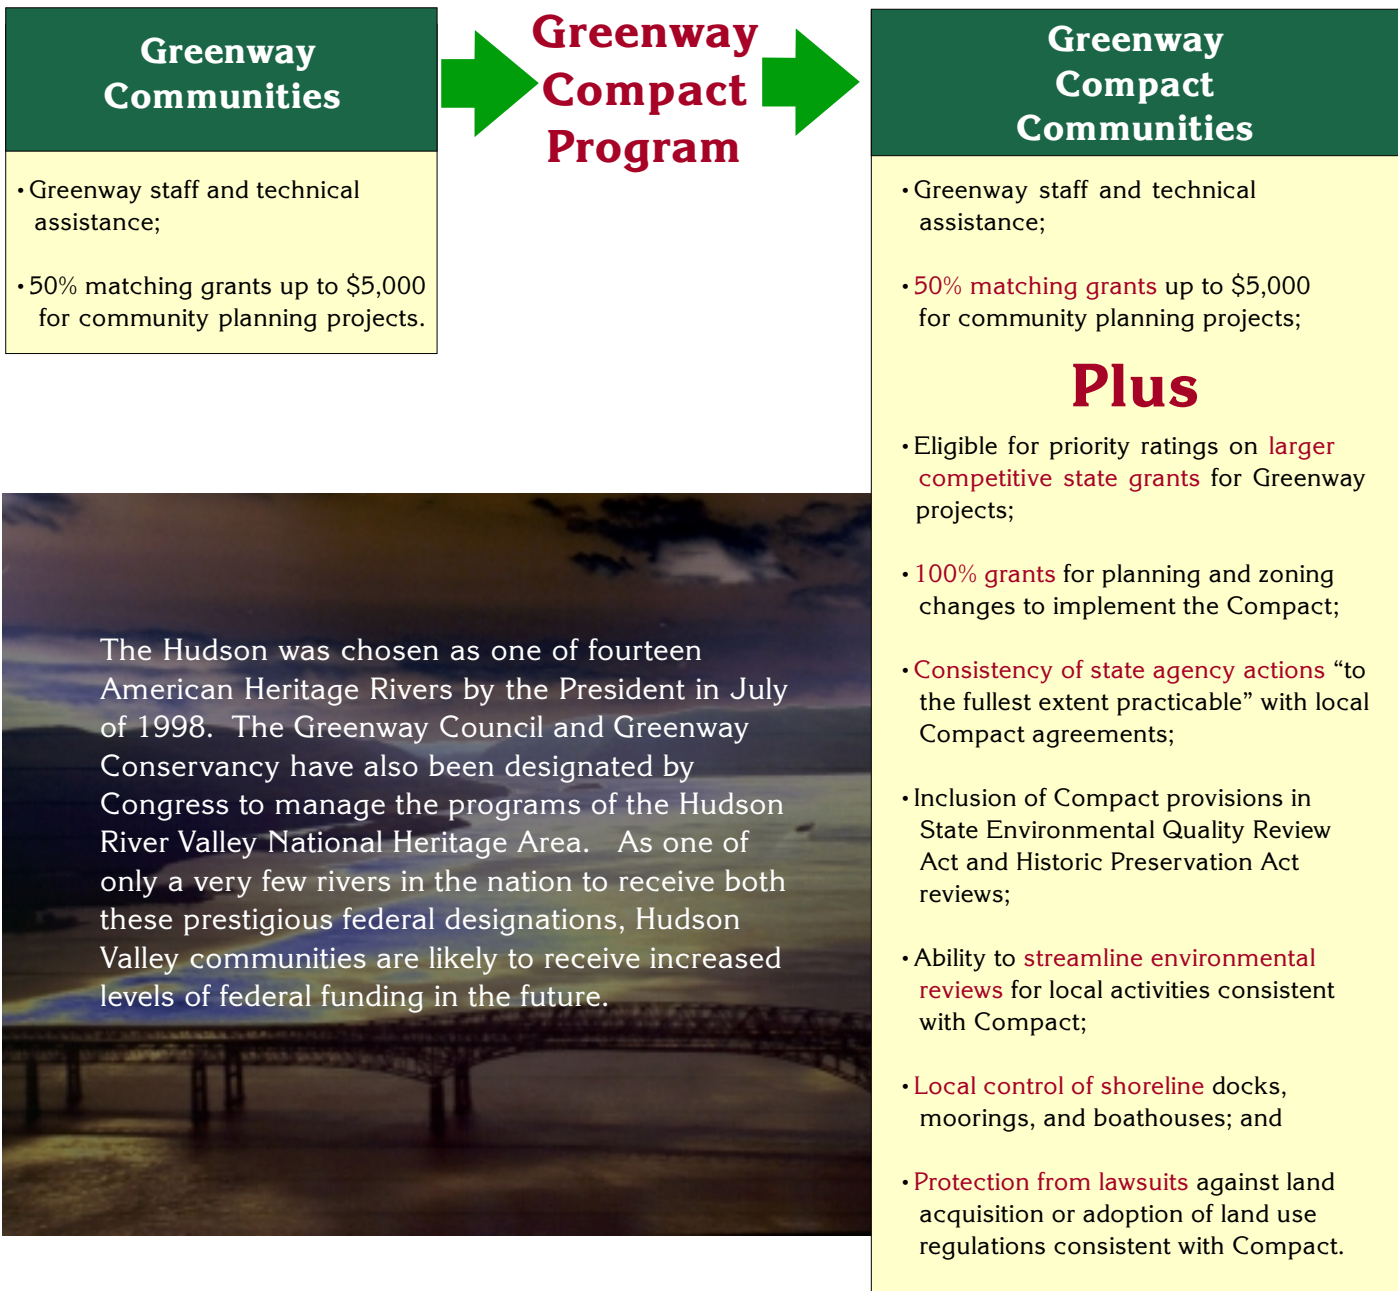 Greenway
Communities
• Greenway staff and technical
assistance;
• 50% matching grants up to $5,000
for community planning projects.
Greenway
Compact
Program
Greenway
Compact
Communities
• Greenway staff and technical
assistance;
• 50% matching grants up to $5,000
for community planning projects;
Plus
• Eligible for priority ratings on larger
competitive state grants for Greenway
projects;
• 100% grants for planning and zoning
changes to implement the Compact;
• Consistency of state agency actions “to
the fullest extent practicable” with local
Compact agreements;
• Inclusion of Compact provisions in
State Environmental Quality Review
Act and Historic Preservation Act
reviews;
• Ability to streamline environmental
reviews for local activities consistent
with Compact;
• Local control of shoreline docks,
moorings, and boathouses; and
• Protection from lawsuits against land
acquisition or adoption of land use
regulations consistent with Compact.
The Hudson was chosen as one of fourteen
American Heritage Rivers by the President in July
of 1998.  The Greenway Council and Greenway
Conservancy have also been designated by
Congress to manage the programs of the Hudson
River Valley National Heritage Area.   As one of
only a very few rivers in the nation to receive both
these prestigious federal designations, Hudson
Valley communities are likely to receive increased
levels of federal funding in the future.